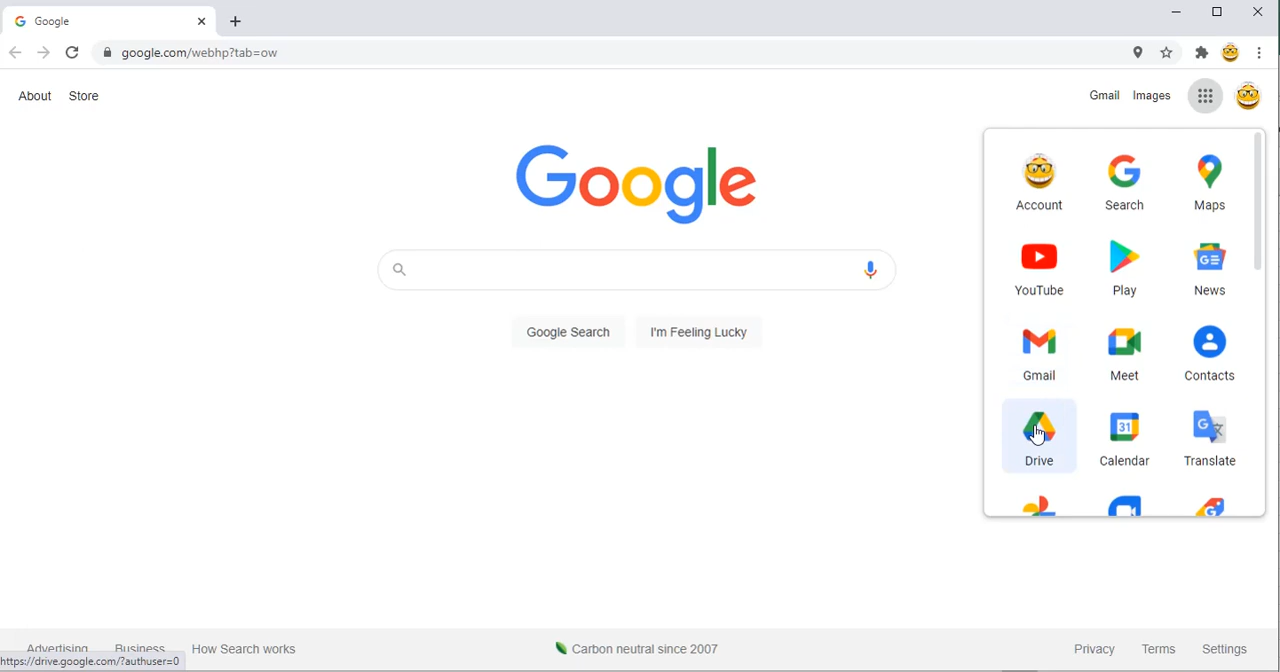 Google
google.com/webhp?tab=ow
About Store
Gmail Images
Google
Account Search Maps
YouTube Play GE News
Gmail Meet Contacts
31 G
Drive Calendar Translate
G
Google Search I'm Feeling Lucky
Advertising Business How Search works
Carbon neutral since 2007
Privacy Terms Settings
https://drive.google.com/?authuser=0